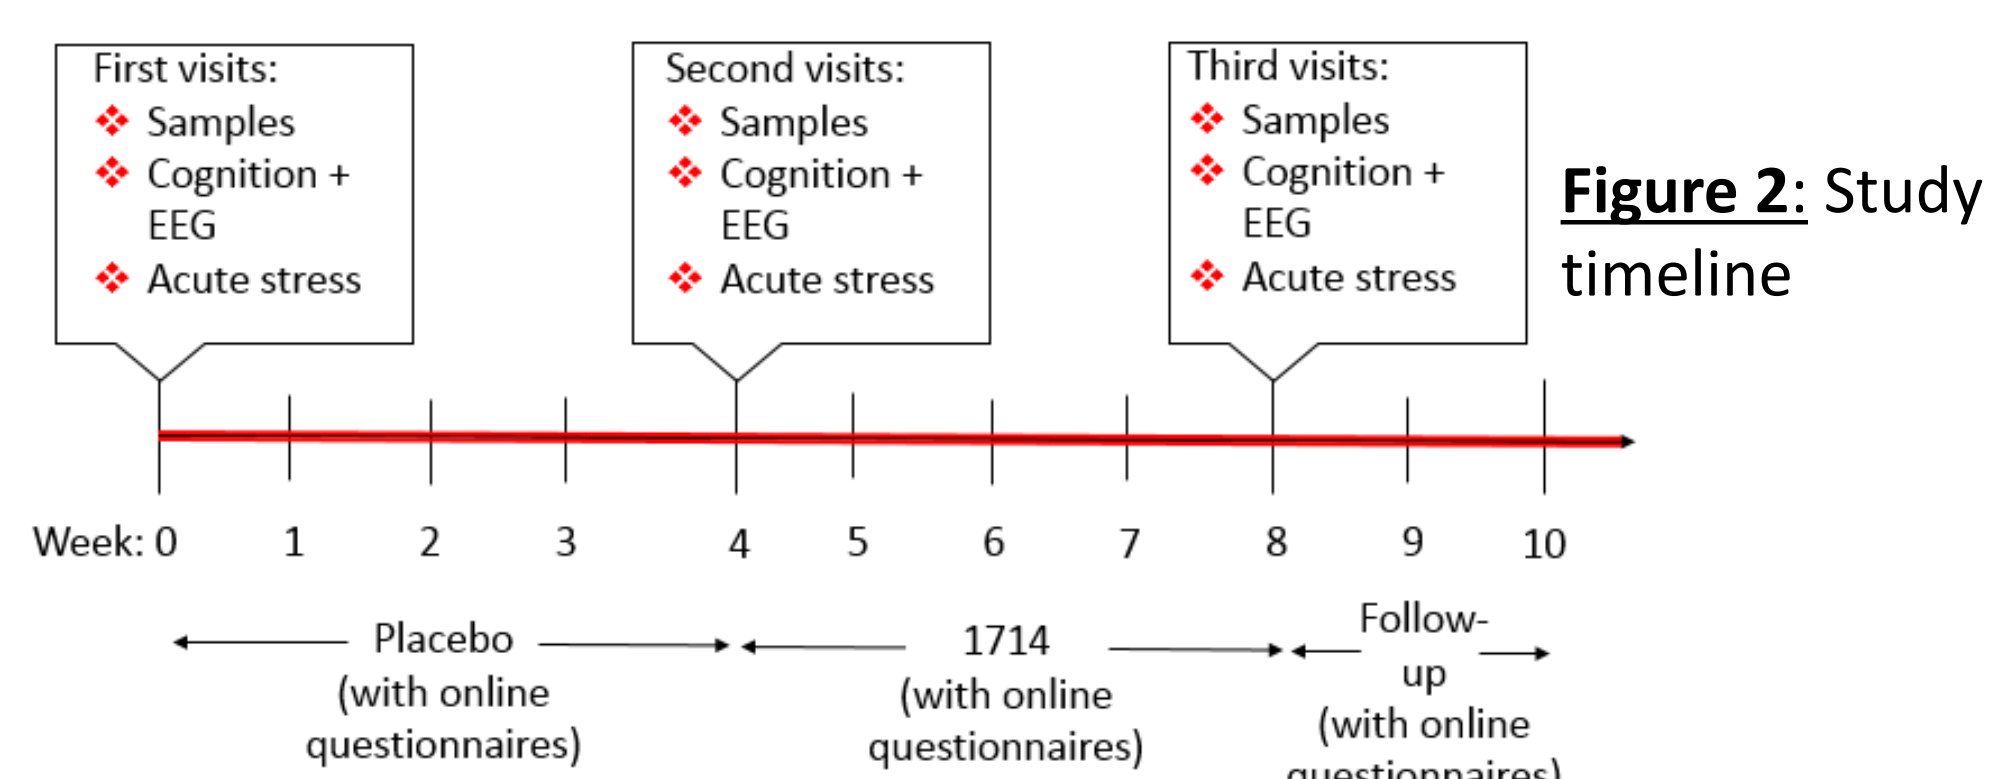 First visits:
Samples
Cognition +
EEG
Acute stress
Second visits:
Samples
Cognition +
EEG
Acute stress
Third visits:
Samples
Cognition +
EEG
Acute stress
Figure 2: Study
timeline
Week: 0 1 2 3 4 5 6 7 8 9 10
Placebo
(with online
questionnaires)
1714
(with online
questionnaires)
Follow-
up
(with online
questionnaires)